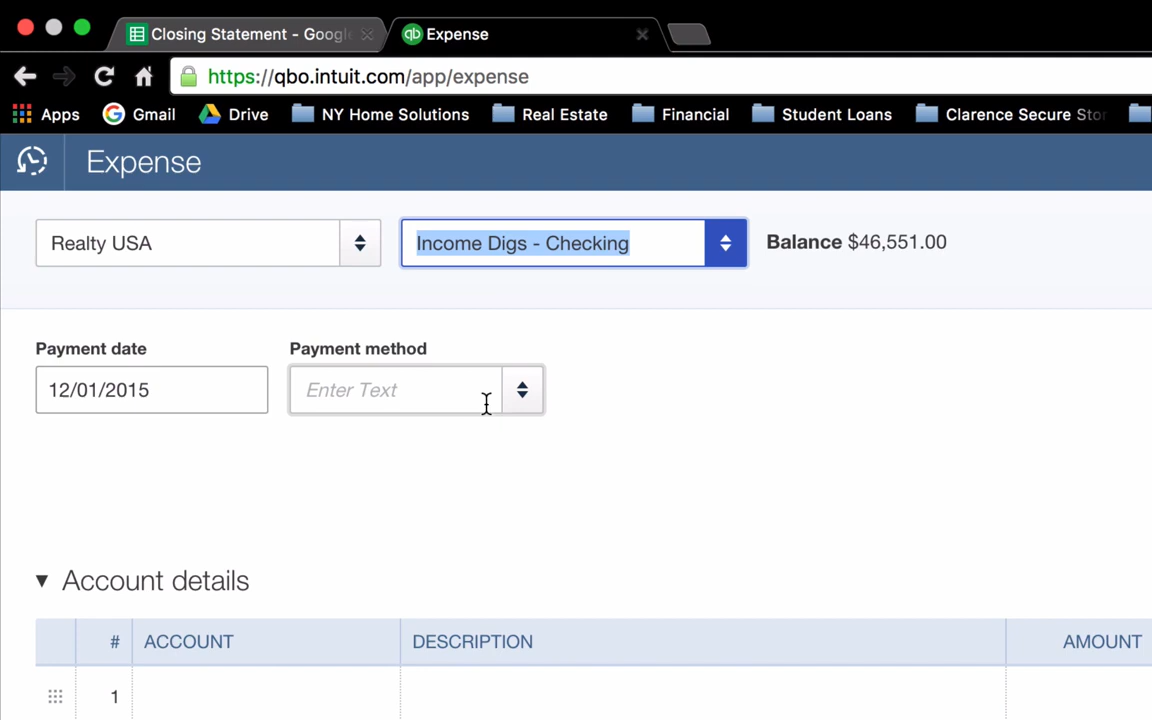 Closing Statement - Googl
qb Expense
https://qbo.intuit.com/app/expense
Apps Gmail Drive NY Home Solutions Real Estate Financial Student Loans Clarence Secure Stor
Expense
Realty USA Income Digs - Checking Balance $46,551.00
Payment date Payment method
12/01/2015 Enter Text
Account details
# ACCOUNT DESCRIPTION AMOUNT
1